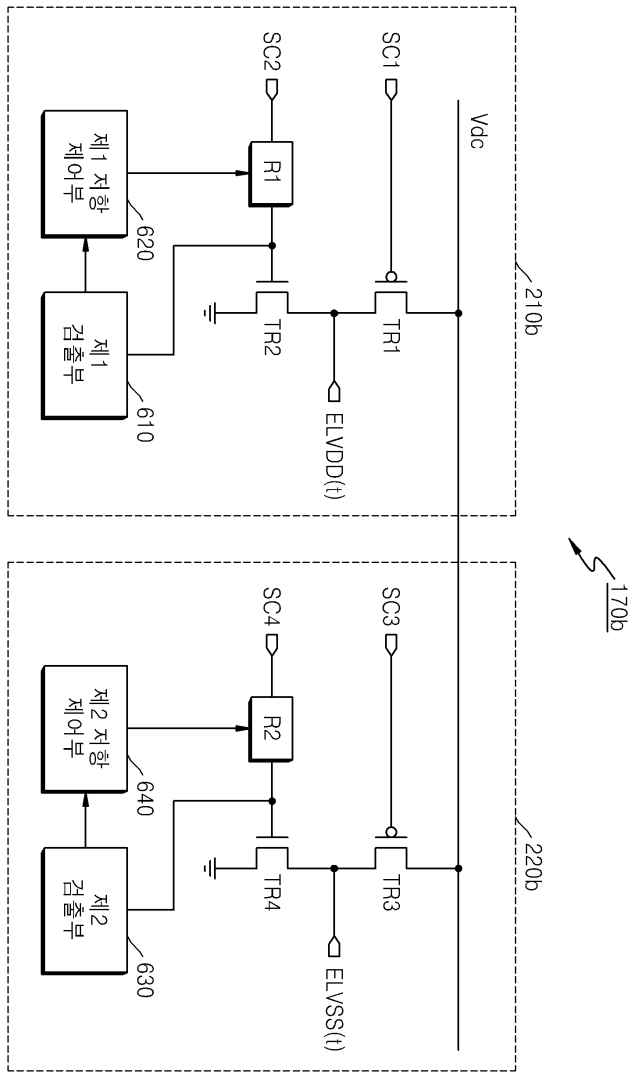 170b
210b
Vdc
SC1
TR1
ELVDD(t)
SC2
R1
TR2
제1 저항
제어부
620
제1
검출부
610
220b
SC3
TR3
ELVSS(t)
SC4
R2
TR4
제2 저항
제어부
640
제2
검출부
630